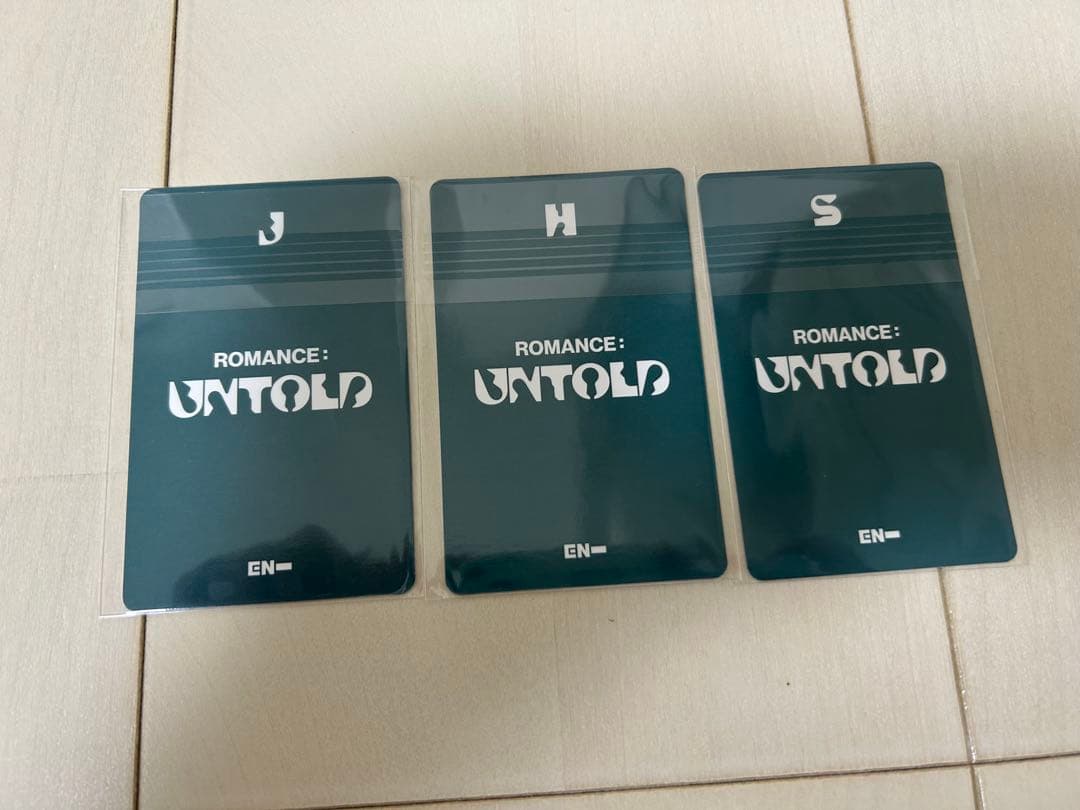 J
ROMANCE:
UNTOLD
EN-
H
ROMANCE:
UNTOLD
EN-
S
ROMANCE:
UNTOLD
EN-